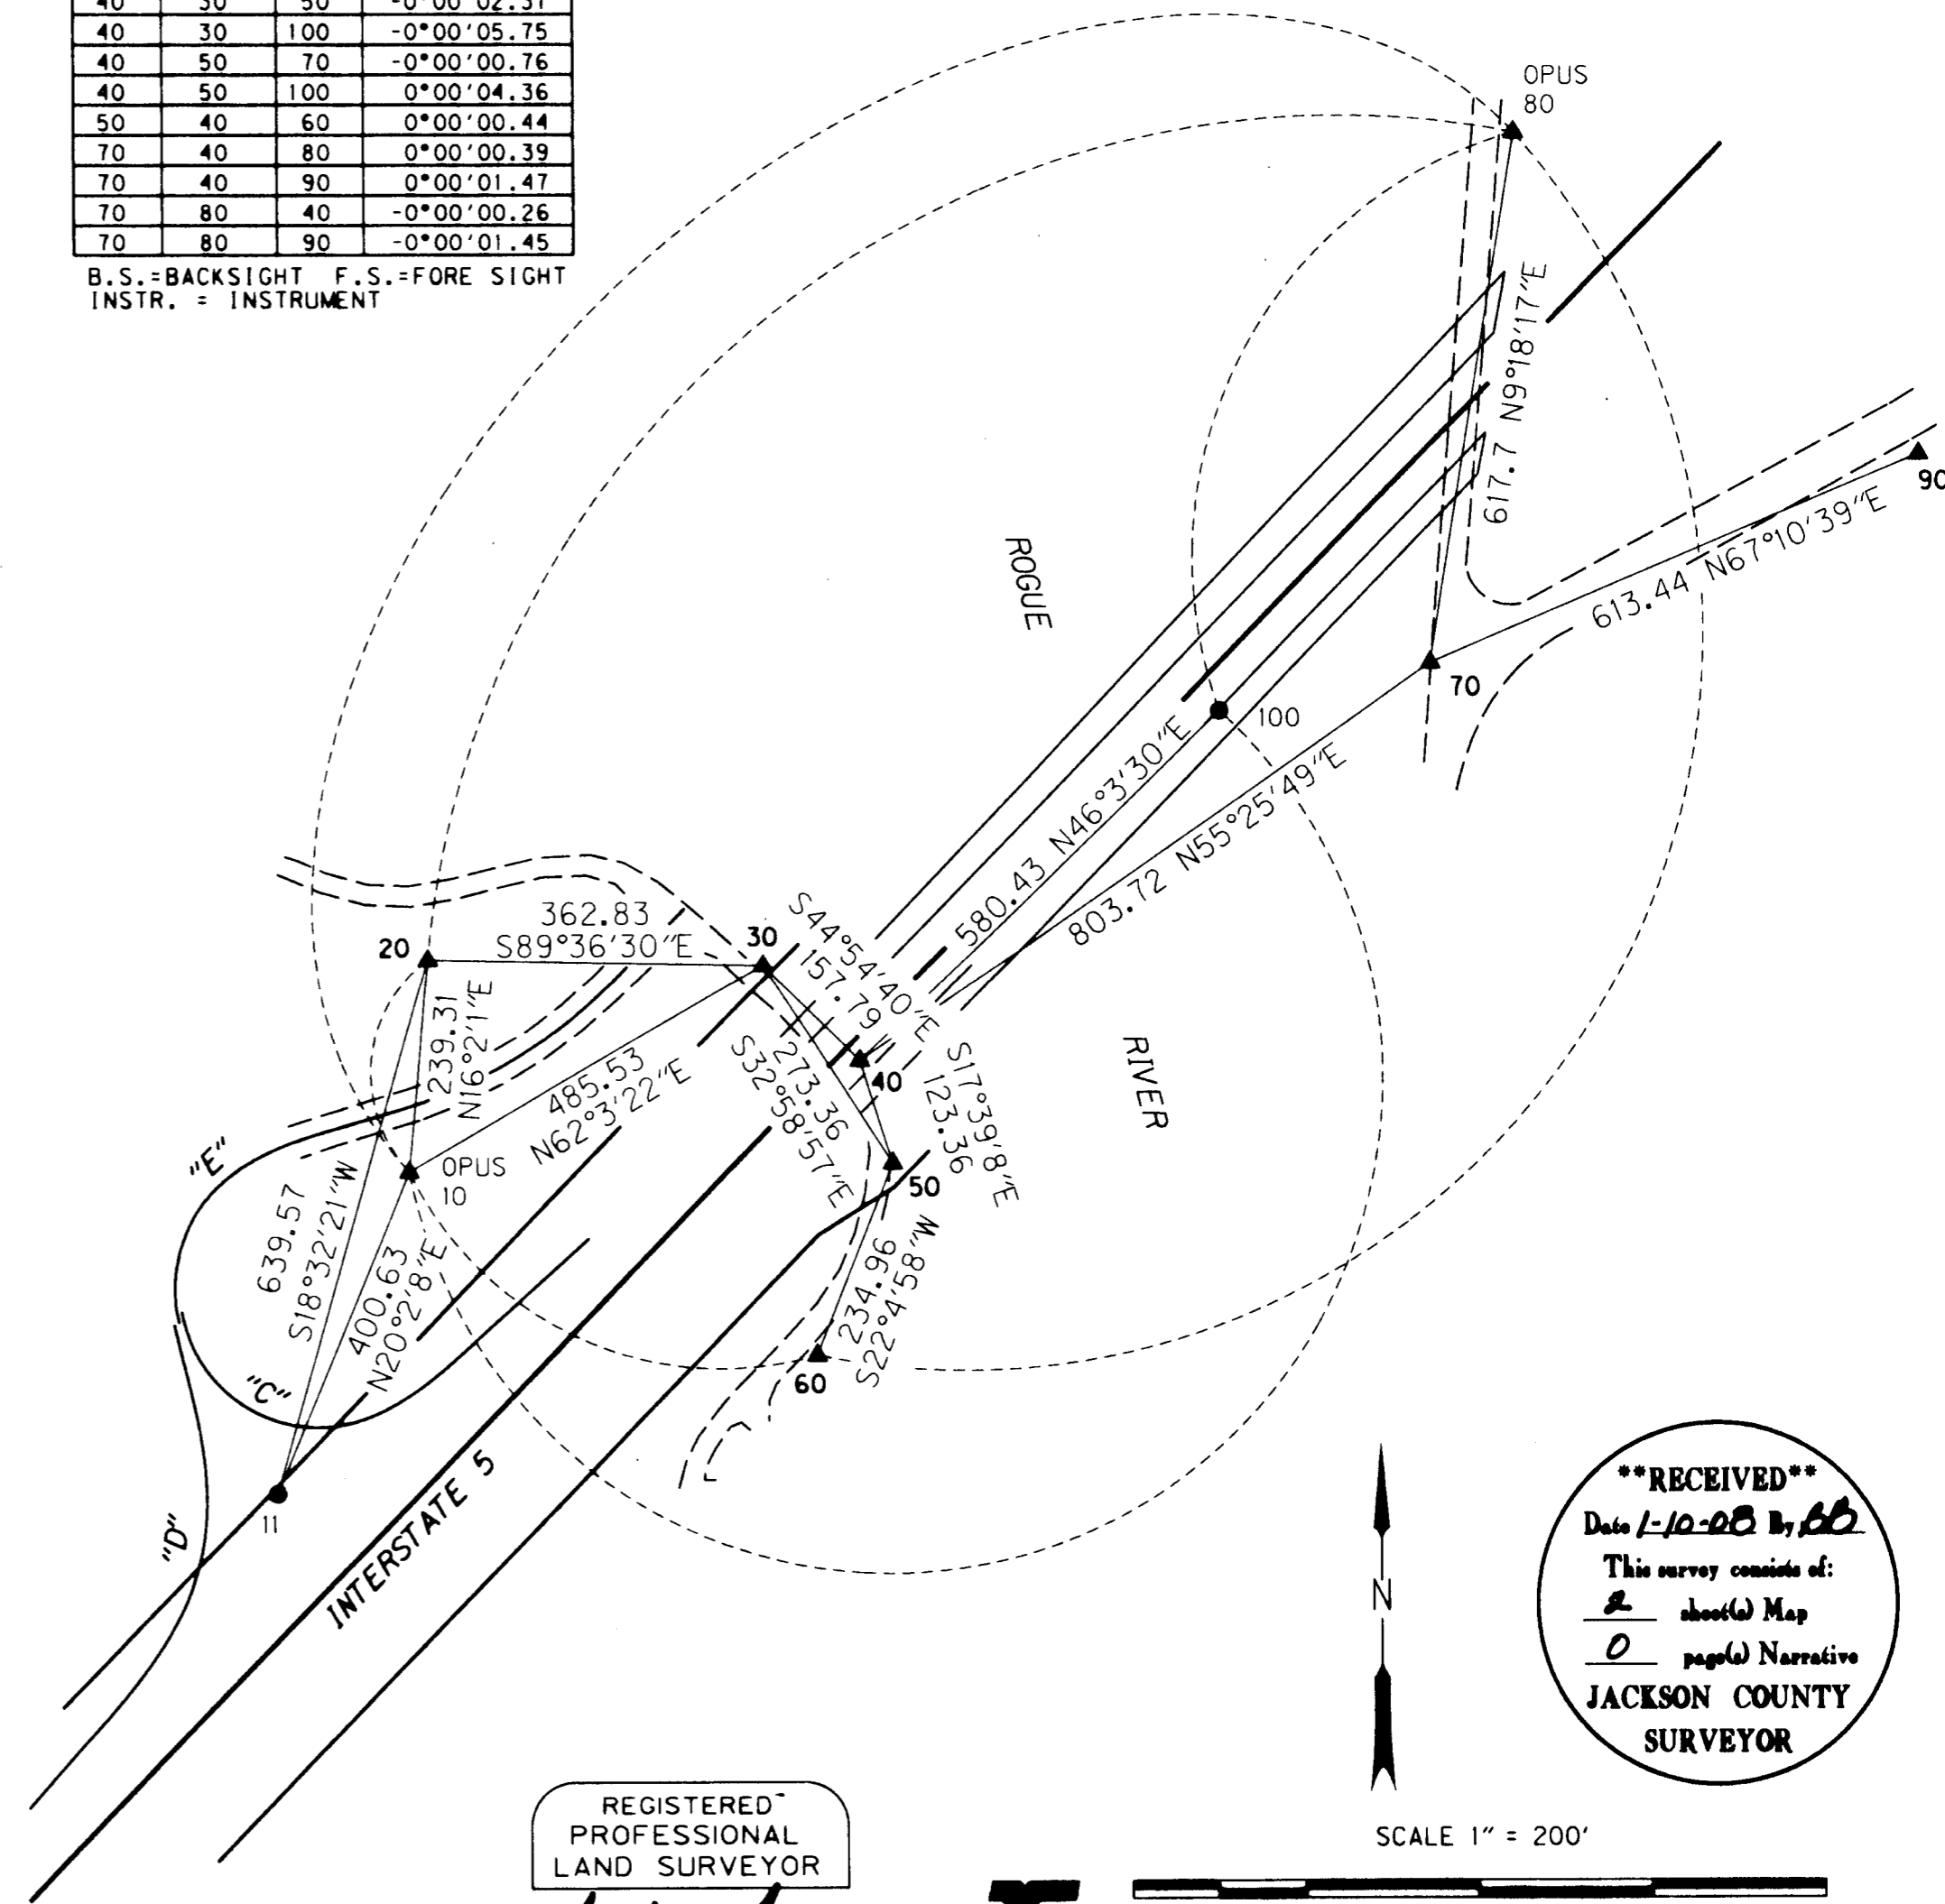 40 30 50 -0°00'02.31
40 30 100 -0°00'05.75
40 50 70 -0°00'00.76
40 50 100 0°00'04.36
50 40 60 0°00'00.44
70 40 80 0°00'00.39
70 40 90 0°00'01.47
70 80 40 -0°00'00.26
70 80 90 -0°00'01.45
B.S.=BACKSIGHT F.S.=FORE SIGHT
INSTR. = INSTRUMENT
OPUS
80
617.7 N9°18'17"E
90
613.44 N67°10'39"E
70
ROGUE
100
580.43 N46°3'30"E
803.72 N55°25'49"E
362.83
S89°36'30"E
20
30
S44°54'40"E
157.79
239.31
N16°2'1"E
485.53
N62°3'22"E
273.36
S32°58'57"E
40
S17°39'8"E
123.36
RIVER
"E"
OPUS
10
50
639.57
S18°32'21"W
400.63
N20°2'8"E
234.96
S22°4'58"W
60
"C"
11
"D"
INTERSTATE 5
N
**RECEIVED**
Date 1-10-08 By BB
This survey consists of:
2 sheet(s) Map
0 page(s) Narrative
JACKSON COUNTY
SURVEYOR
REGISTERED
PROFESSIONAL
LAND SURVEYOR
SCALE 1" = 200'